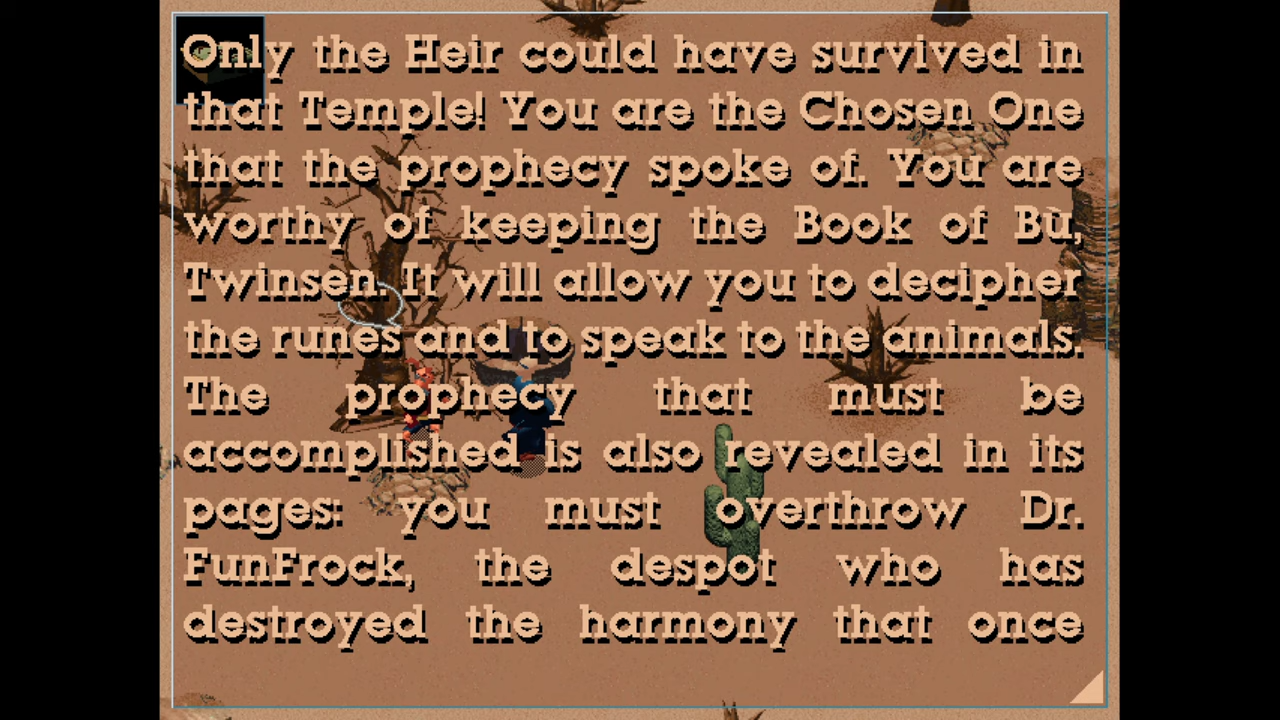 Only the Heir could have survived in
that Temple! You are the Chosen One
that the prophecy spoke of. You are
worthy of keeping the Book of Bù,
Twinsen. It will allow you to decipher
the runes and to speak to the animals.
The prophecy that must be
accomplished is also revealed in its
pages: you must overthrow Dr.
FunFrock, the despot who has
destroyed the harmony that once